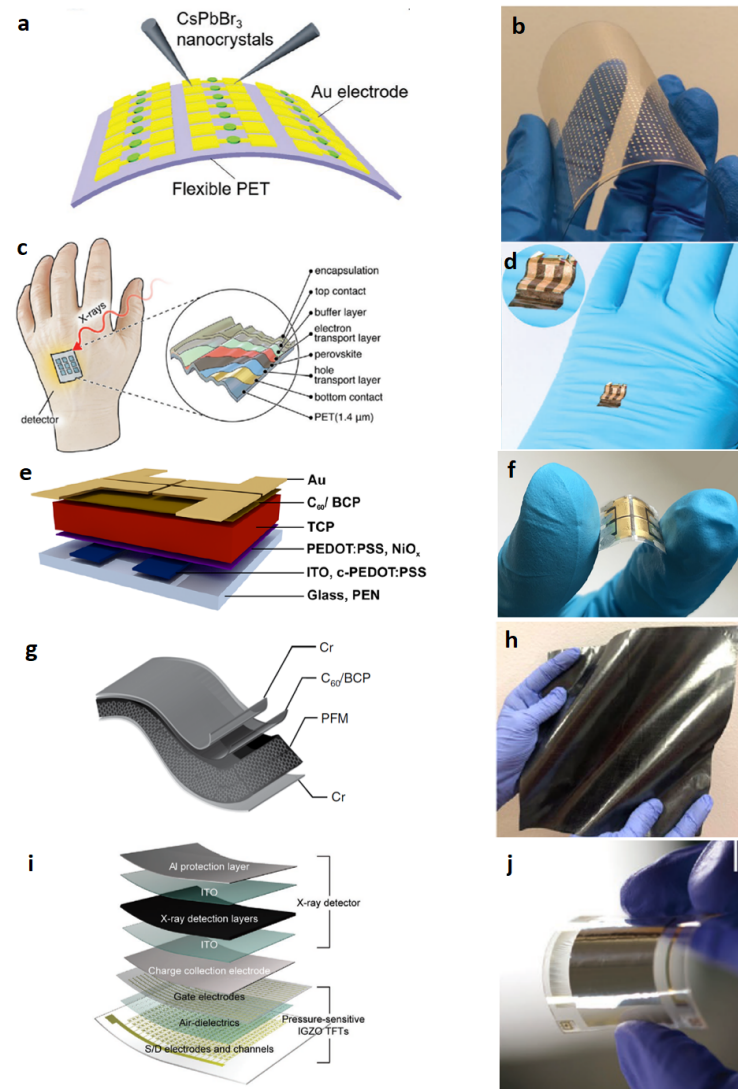 a
CsPbBr3
nanocrystals
Au electrode
Flexible PET
b
c
X-rays
detector
encapsulation
top contact
buffer layer
electron
transport layer
perovskite
hole
transport layer
bottom contact
PET(1.4 μm)
d
e
Au
C60/ BCP
TCP
PEDOT:PSS, NiOx
ITO, c-PEDOT:PSS
Glass, PEN
f
g
Cr
C60/BCP
PFM
Cr
h
i
Al protection layer
ITO
X-ray detection layers
ITO
Charge collection electrode
Gate electrodes
Air-dielectrics
S/D electrodes and channels
X-ray detector
Pressure-sensitive
IGZO TFTs
j